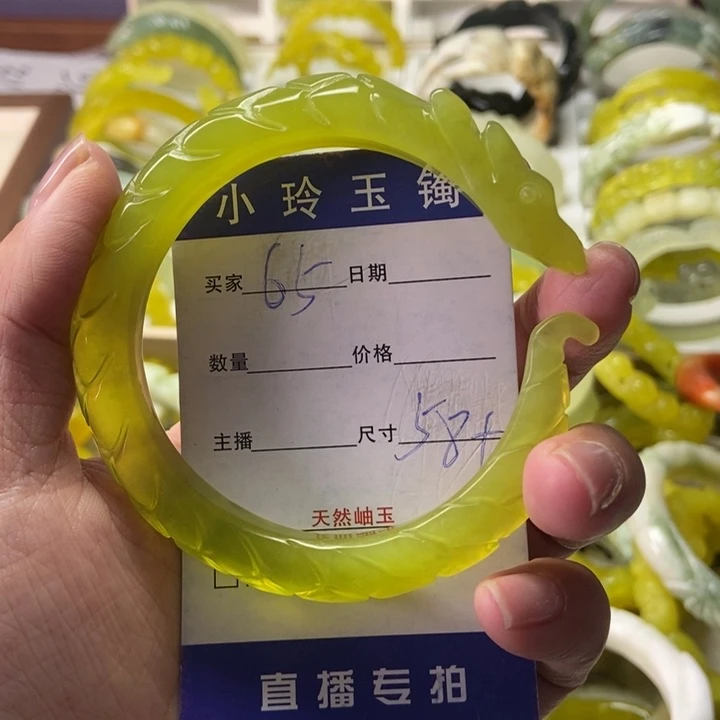 小玲玉镯
买家 65 日期
数量 价格
主播 尺寸 58+
天然岫玉
直播专拍